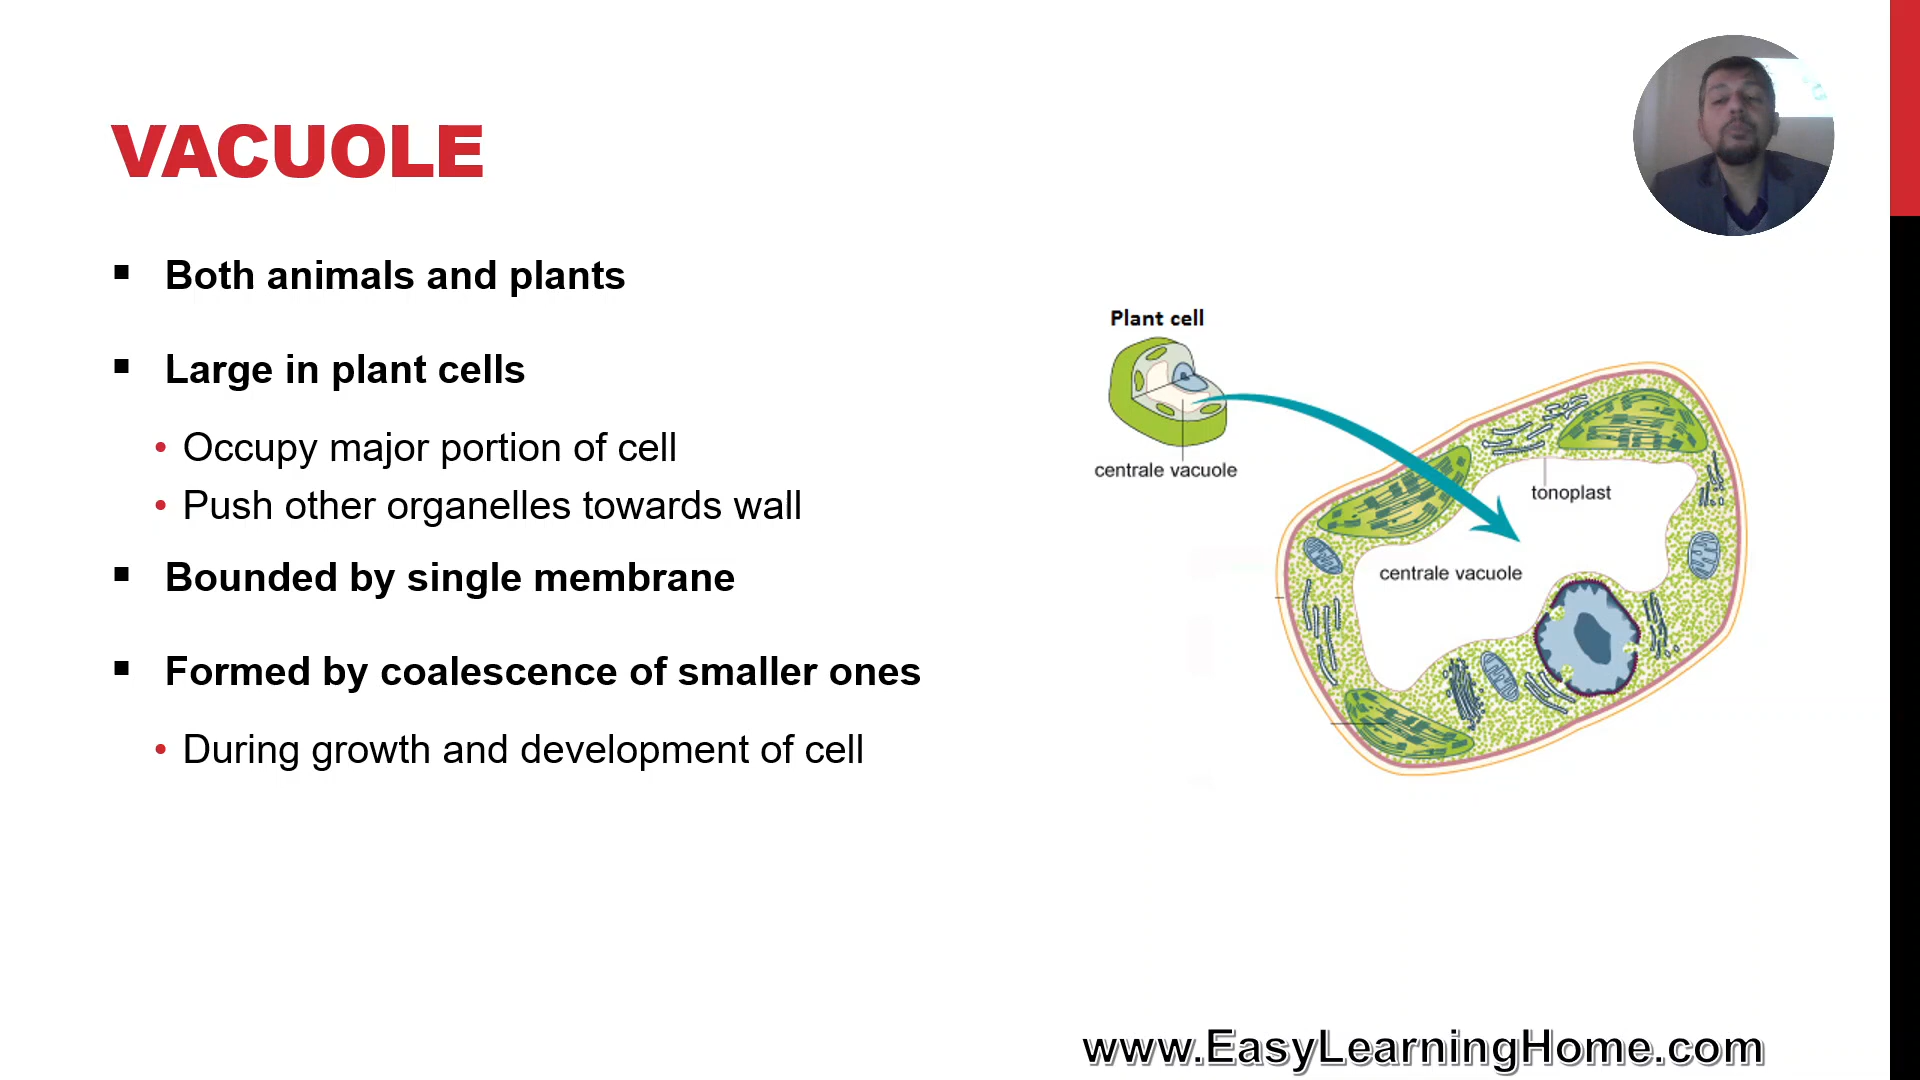 VACUOLE
Both animals and plants
Large in plant cells
Occupy major portion of cell
Push other organelles towards wall
Bounded by single membrane
Formed by coalescence of smaller ones
During growth and development of cell
Plant cell
centrale vacuole
tonoplast
centrale vacuole
www.EasyLearningHome.com